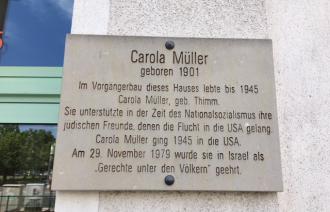 Carola Müller
geboren 1901
Im Vorgängerbau dieses Hauses lebte bis 1945
Carola Müller, geb. Thimm.
Sie unterstützte in der Zeit des Nationalsozialismus ihre
jüdischen Freunde, denen die Flucht in die USA gelang.
Carola Müller ging 1945 in die USA.
Am 29. November 1979 wurde sie in Israel als
„Gerechte unter den Völkern" geehrt.